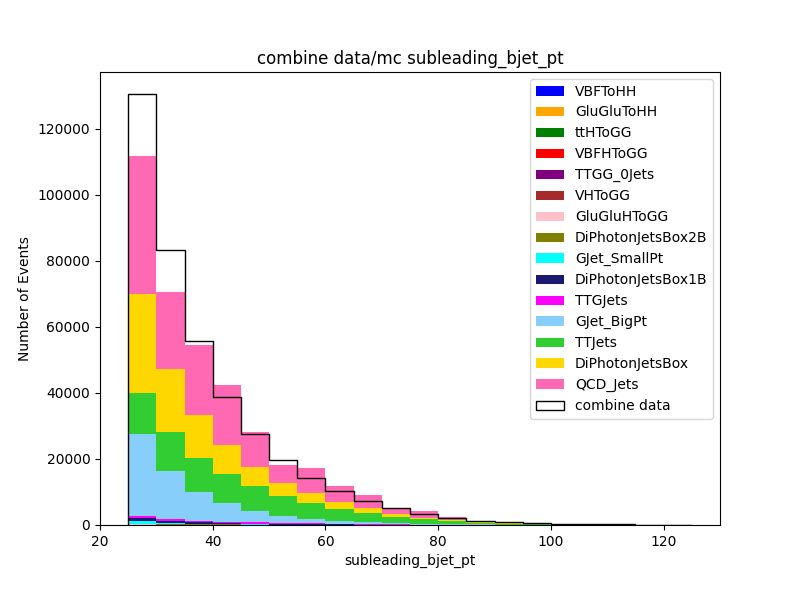 combine data/mc subleading_bjet_pt
Number of Events
120000
100000
80000
60000
40000
20000
0
20
40
60
80
100
120
subleading_bjet_pt
VBFToHH
GluGluToHH
ttHToGG
VBFHToGG
TTGG_0Jets
VHToGG
GluGluHToGG
DiPhotonJetsBox2B
GJet_SmallPt
DiPhotonJetsBox1B
TTGJets
GJet_BigPt
TTJets
DiPhotonJetsBox
QCD_Jets
combine data